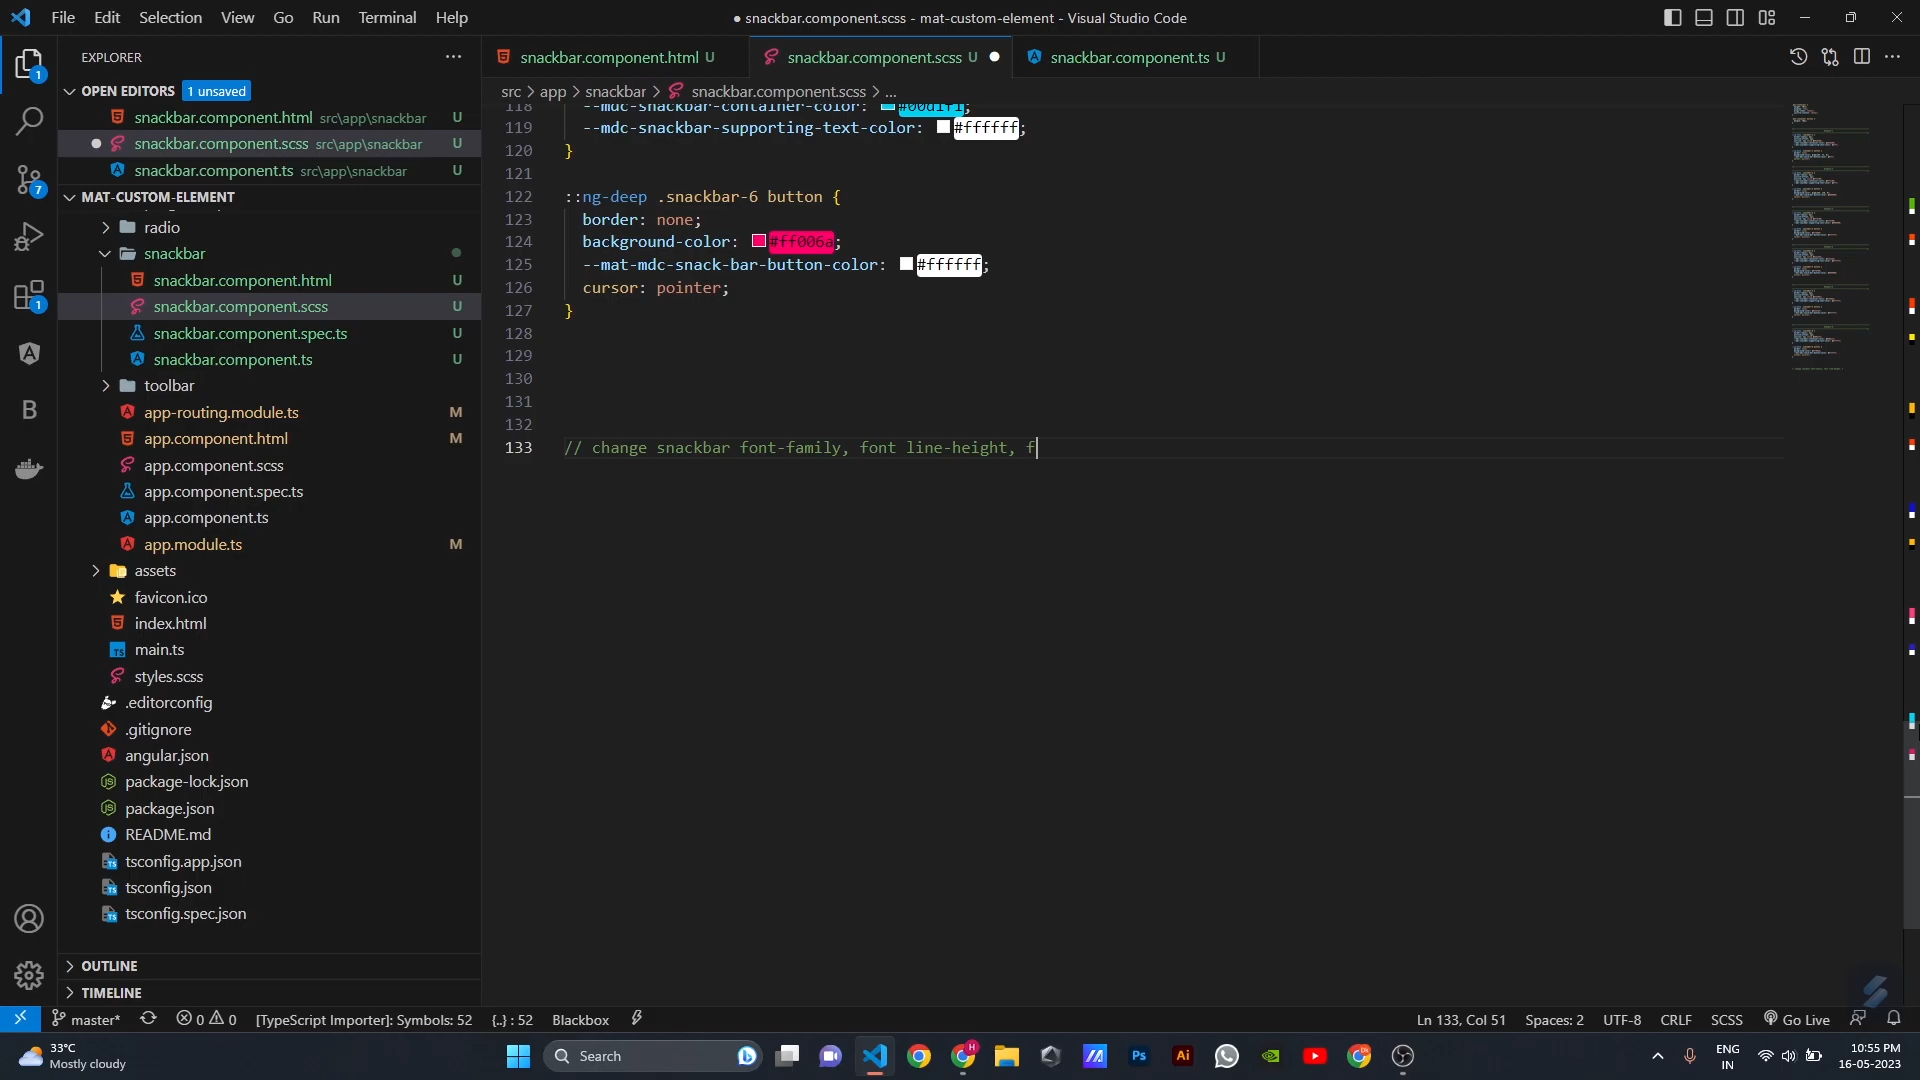 File Edit Selection View Go Run Terminal Help
● snackbar.component.scss - mat-custom-element - Visual Studio Code
EXPLORER
OPEN EDITORS 1 unsaved
snackbar.component.html src\app\snackbar U
snackbar.component.scss src\app\snackbar U
snackbar.component.ts src\app\snackbar U
MAT-CUSTOM-ELEMENT
radio
snackbar
snackbar.component.html U
snackbar.component.scss U
snackbar.component.spec.ts U
snackbar.component.ts U
toolbar
app-routing.module.ts M
app.component.html M
app.component.scss
app.component.spec.ts
app.component.ts
app.module.ts M
assets
favicon.ico
index.html
main.ts
styles.scss
.editorconfig
.gitignore
angular.json
package-lock.json
package.json
README.md
tsconfig.app.json
tsconfig.json
tsconfig.spec.json
OUTLINE
TIMELINE
snackbar.component.html U
snackbar.component.scss U
snackbar.component.ts U
src > app > snackbar > snackbar.component.scss > ...
118 --mdc-snackbar-container-color: #00d1f1;
119 --mdc-snackbar-supporting-text-color: #ffffff;
120 }
121
122 ::ng-deep .snackbar-6 button {
123 border: none;
124 background-color: #ff006a;
125 --mat-mdc-snack-bar-button-color: #ffffff;
126 cursor: pointer;
127 }
128
129
130
131
132
133 // change snackbar font-family, font line-height, f
master* 0 0 [TypeScript Importer]: Symbols: 52 {..} : 52 Blackbox
Ln 133, Col 51 Spaces: 2 UTF-8 CRLF SCSS Go Live
33°C
Mostly cloudy
Search
ENG
IN
10:55 PM
16-05-2023